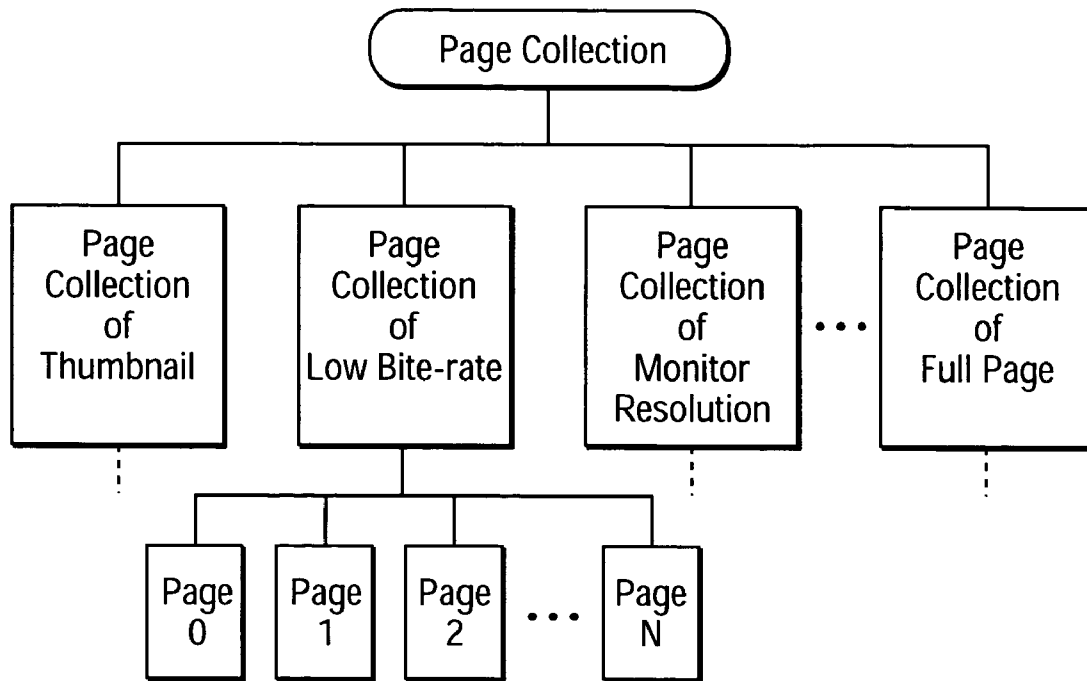 Page Collection
Page
Collection
of
Thumbnail
Page
Collection
of
Low Bite-rate
Page
Collection
of
Monitor
Resolution
• • •
Page
Collection
of
Full Page
Page
0
Page
1
Page
2
• • •
Page
N